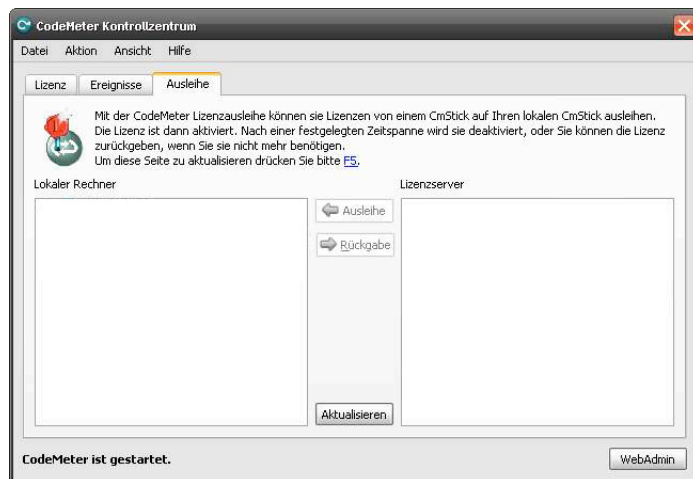 CodeMeter Kontrollzentrum
Datei Aktion Ansicht Hilfe
Lizenz Ereignisse Ausleihe
Mit der CodeMeter Lizenzausleihe können sie Lizenzen von einem CmStick auf Ihren lokalen CmStick ausleihen.
Die Lizenz ist dann aktiviert. Nach einer festgelegten Zeitspanne wird sie deaktiviert, oder Sie können die Lizenz
zurückgeben, wenn Sie sie nicht mehr benötigen.
Um diese Seite zu aktualisieren drücken Sie bitte F5.
Lokaler Rechner Lizenzserver
Ausleihe
Rückgabe
Aktualisieren
CodeMeter ist gestartet. WebAdmin